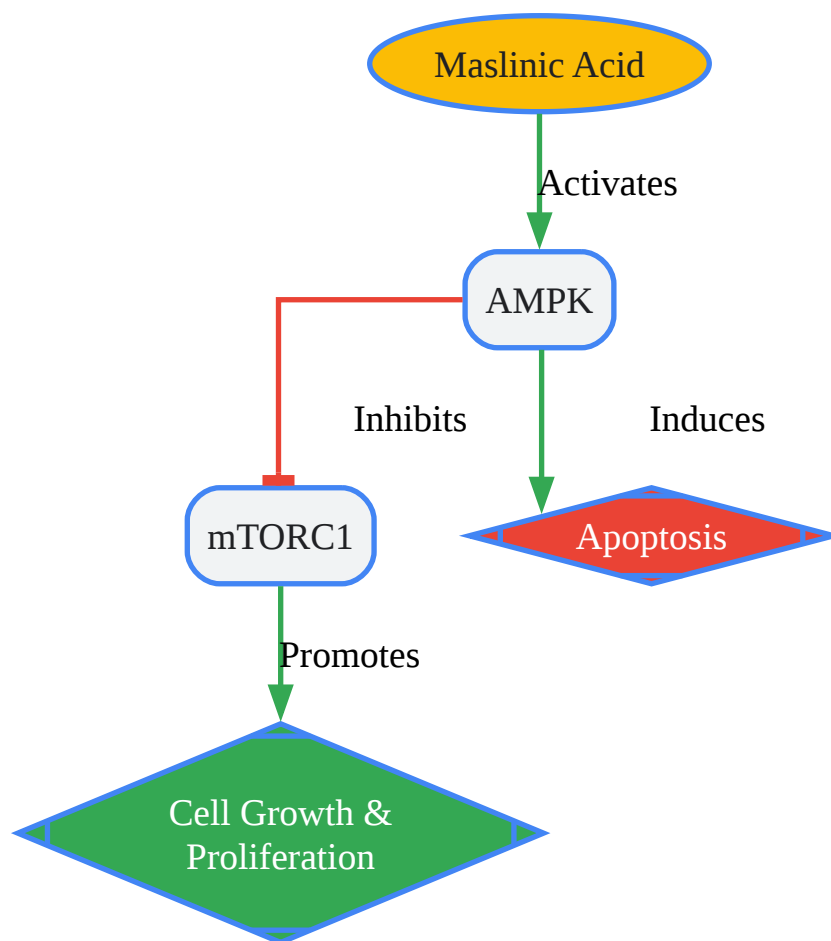 Maslinic Acid
Activates
AMPK
Inhibits
Induces
mTORC1
Apoptosis
Promotes
Cell Growth &
Proliferation